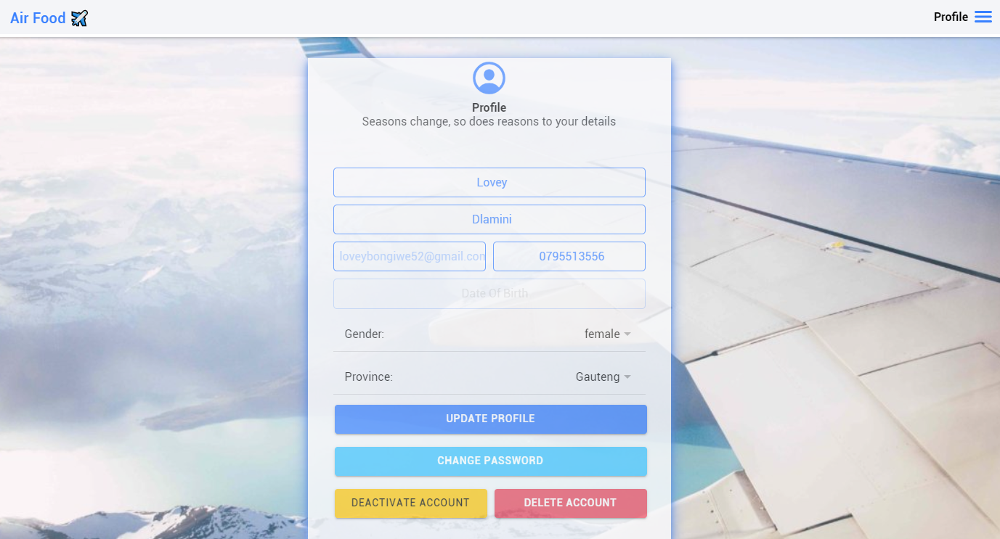 Air Food
Profile
Profile
Seasons change, so does reasons to your details
Lovey
Dlamini
loveybongiwe52@gmail.com
0795513556
Date Of Birth
Gender:
female
Province:
Gauteng
UPDATE PROFILE
CHANGE PASSWORD
DEACTIVATE ACCOUNT
DELETE ACCOUNT